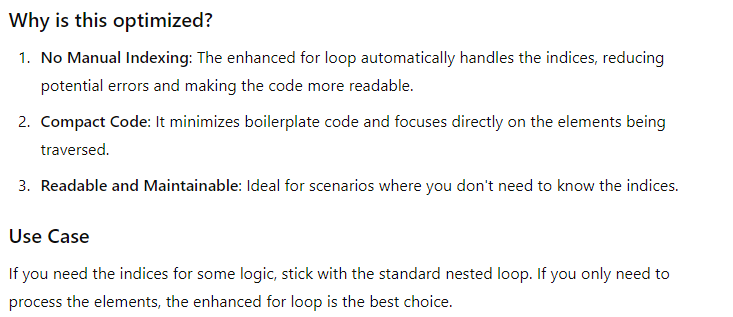 Why is this optimized?
1. No Manual Indexing: The enhanced for loop automatically handles the indices, reducing
potential errors and making the code more readable.
2. Compact Code: It minimizes boilerplate code and focuses directly on the elements being
traversed.
3. Readable and Maintainable: Ideal for scenarios where you don't need to know the indices.
Use Case
If you need the indices for some logic, stick with the standard nested loop. If you only need to
process the elements, the enhanced for loop is the best choice.